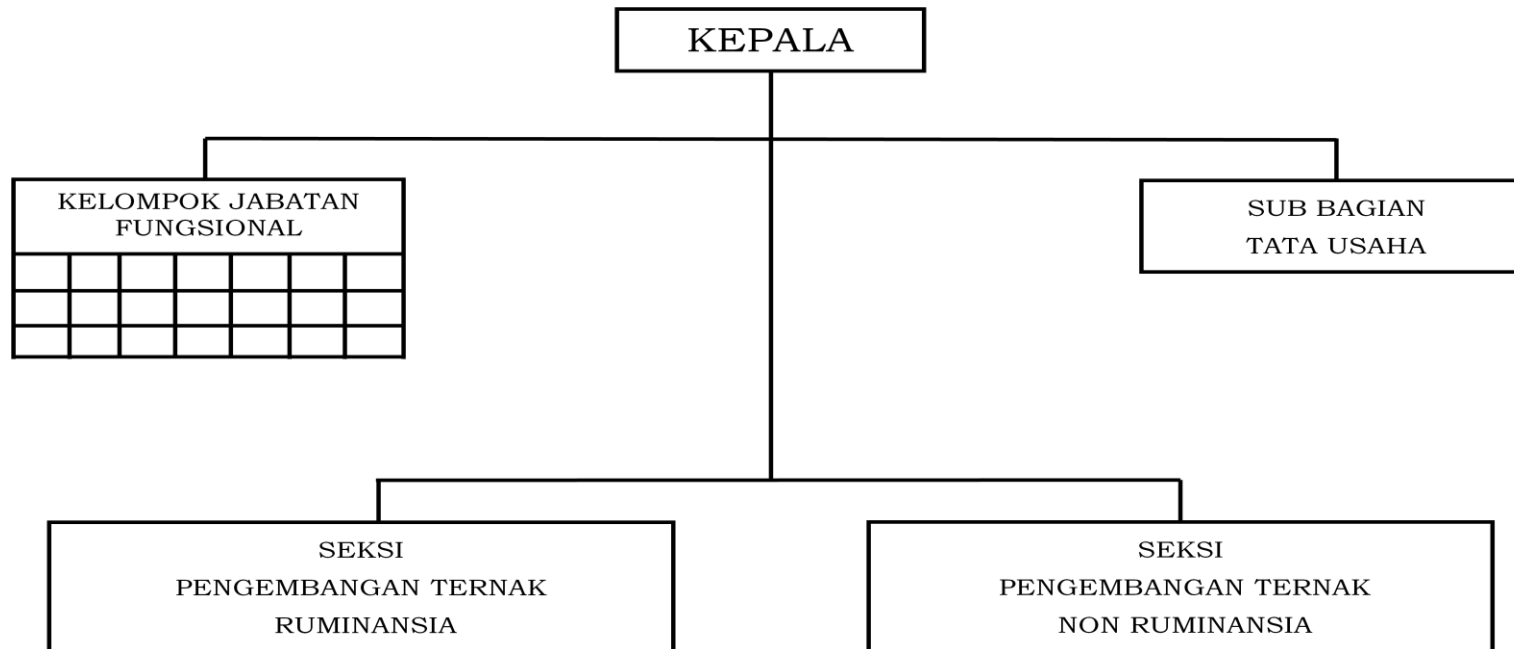 KEPALA
KELOMPOK JABATAN
FUNGSIONAL
SUB BAGIAN
TATA USAHA
SEKSI
PENGEMBANGAN TERNAK
RUMINANSIA
SEKSI
PENGEMBANGAN TERNAK
NON RUMINANSIA